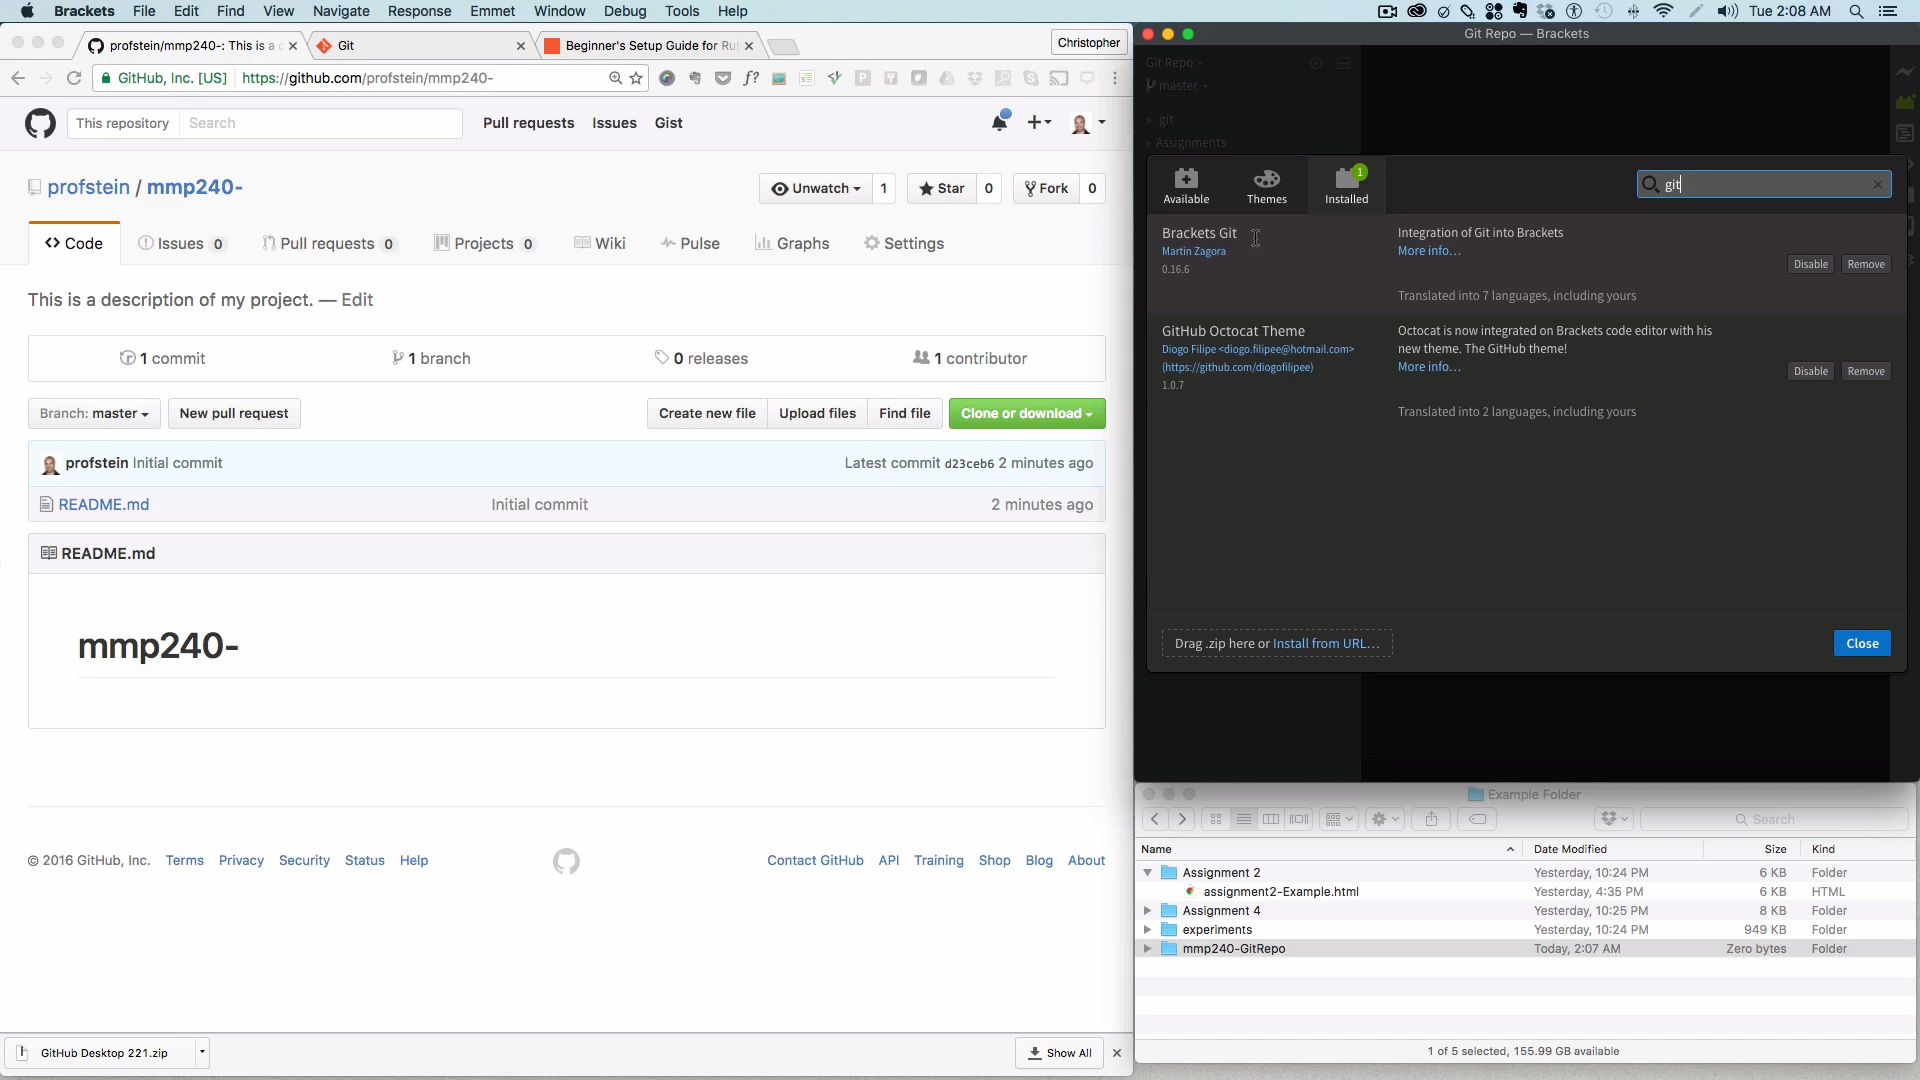 Brackets File Edit Find View Navigate Response Emmet Window Debug Tools Help
Tue 2:08 AM
profstein/mmp240-: This is a
Git
Beginner's Setup Guide for Ru
Christopher
GitHub, Inc. [US] https://github.com/profstein/mmp240-
This repository Search
Pull requests Issues Gist
profstein / mmp240-
Unwatch 1 Star 0 Fork 0
Code Issues 0 Pull requests 0 Projects 0 Wiki Pulse Graphs Settings
This is a description of my project. — Edit
1 commit 1 branch 0 releases 1 contributor
Branch: master New pull request Create new file Upload files Find file Clone or download
profstein Initial commit Latest commit d23ceb6 2 minutes ago
README.md Initial commit 2 minutes ago
README.md
mmp240-
© 2016 GitHub, Inc. Terms Privacy Security Status Help Contact GitHub API Training Shop Blog About
GitHub Desktop 221.zip
Show All
Git Repo — Brackets
Git Repo
master
.git
Assignments
Available Themes Installed 1
git
Brackets Git
Martin Zagora
0.16.6
Integration of Git into Brackets
More info…
Disable Remove
Translated into 7 languages, including yours
GitHub Octocat Theme
Diogo Filipe <diogo.filipee@hotmail.com>
(https://github.com/diogofilipee)
1.0.7
Octocat is now integrated on Brackets code editor with his
new theme. The GitHub theme!
More info…
Disable Remove
Translated into 2 languages, including yours
Drag .zip here or Install from URL…
Close
Example Folder
Search
Name Date Modified Size Kind
Assignment 2 Yesterday, 10:24 PM 6 KB Folder
assignment2-Example.html Yesterday, 4:35 PM 6 KB HTML
Assignment 4 Yesterday, 10:25 PM 8 KB Folder
experiments Yesterday, 10:24 PM 949 KB Folder
mmp240-GitRepo Today, 2:07 AM Zero bytes Folder
1 of 5 selected, 155.99 GB available